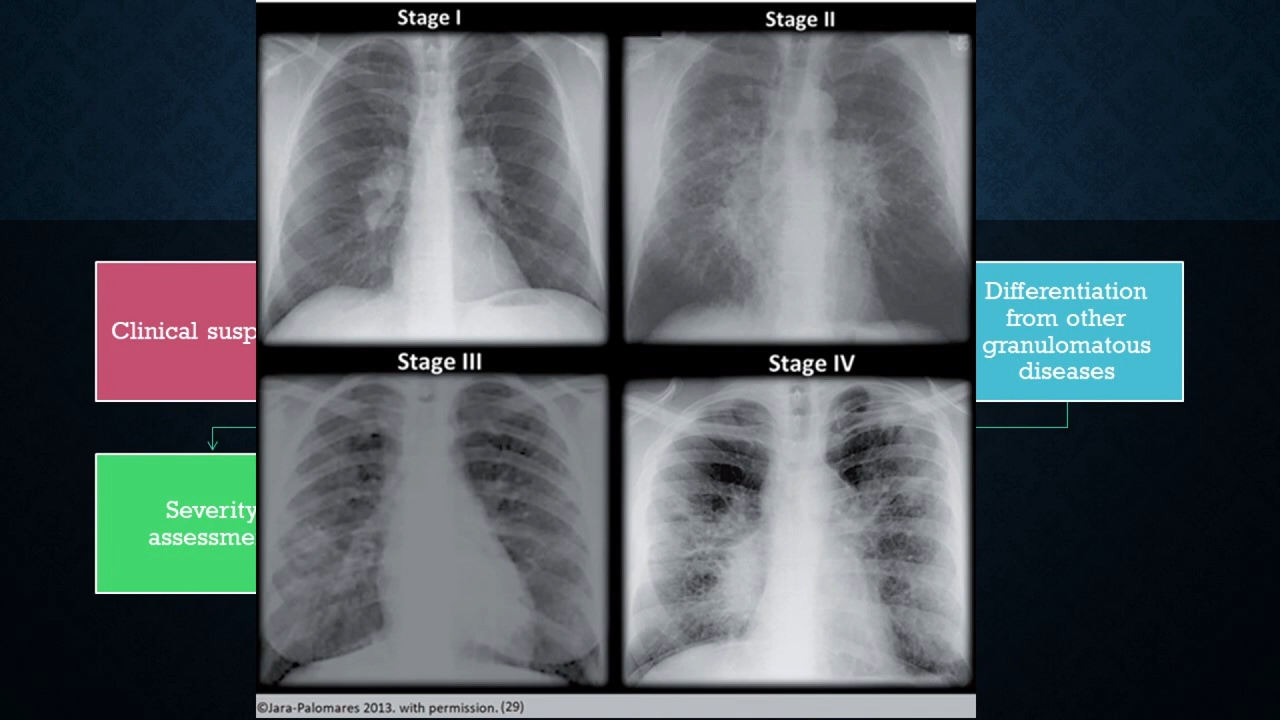 Stage I
Stage II
Clinical susp
Differentiation
from other
granulomatous
diseases
Stage III
Stage IV
Severity
assessme
©Jara-Palomares 2013. with permission. (29)